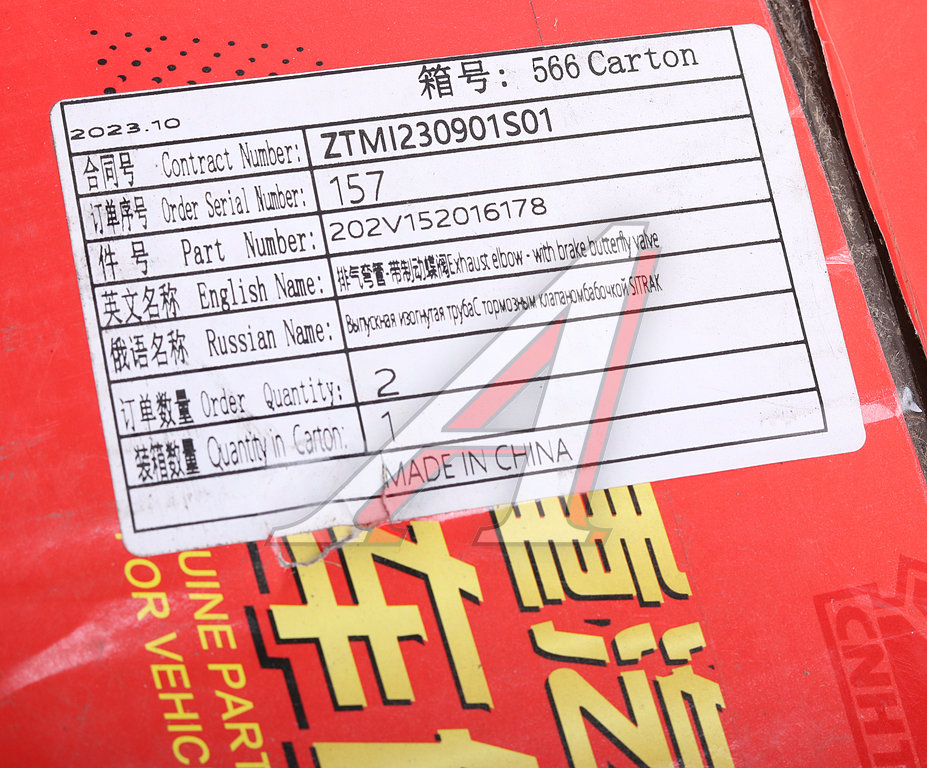 箱号: 566 Carton
2023.10
合同号 Contract Number: ZTMI230901S01
订单序号 Order Serial Number: 157
件号 Part Number: 202V152016178
英文名称 English Name: 排气弯管-带制动蝶阀Exhaust elbow - with brake butterfly valve
俄语名称 Russian Name: Выпускная изогнутая трубаС тормозным клапаномбабочкой SITRAK
订单数量 Order Quantity: 2
装箱数量 Quantity in Carton: 1
MADE IN CHINA
UINE PART
OR VEHIC
重汽
车
CNHT